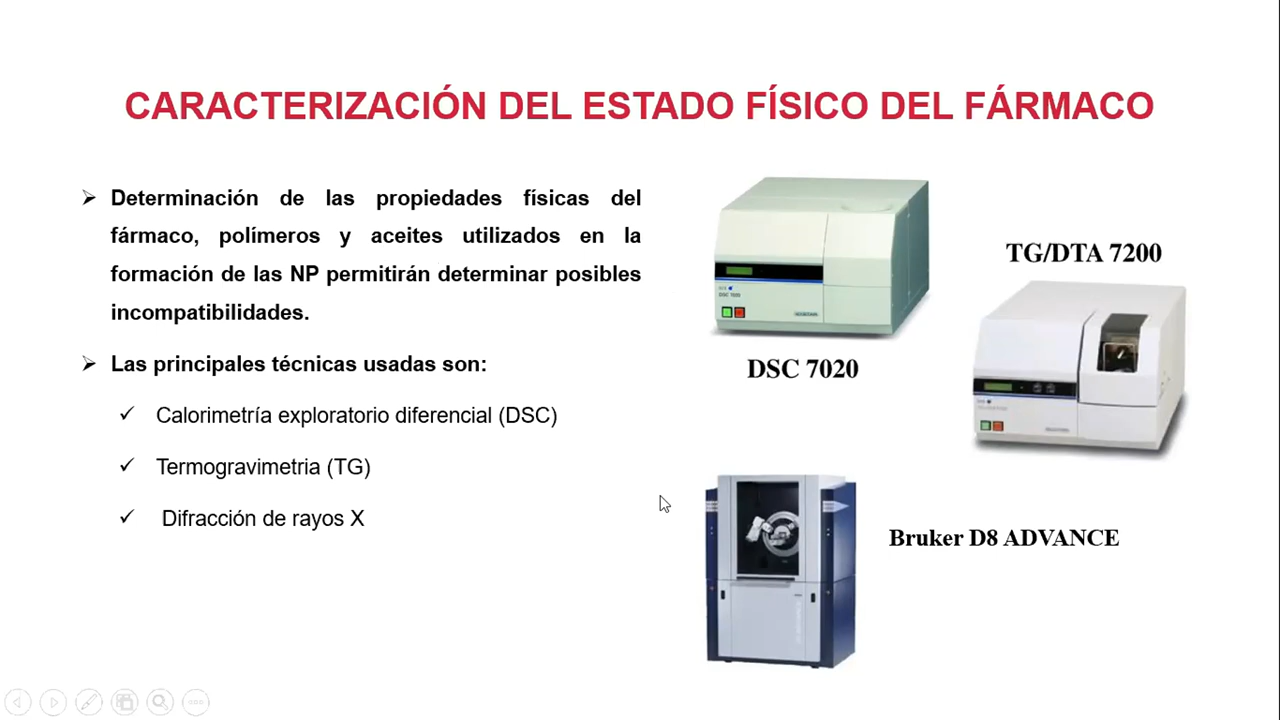 CARACTERIZACIÓN DEL ESTADO FÍSICO DEL FÁRMACO
➢ Determinación de las propiedades físicas del
fármaco, polímeros y aceites utilizados en la
formación de las NP permitirán determinar posibles
incompatibilidades.
➢ Las principales técnicas usadas son:
✓ Calorimetría exploratorio diferencial (DSC)
✓ Termogravimetria (TG)
✓ Difracción de rayos X
DSC 7020
TG/DTA 7200
Bruker D8 ADVANCE